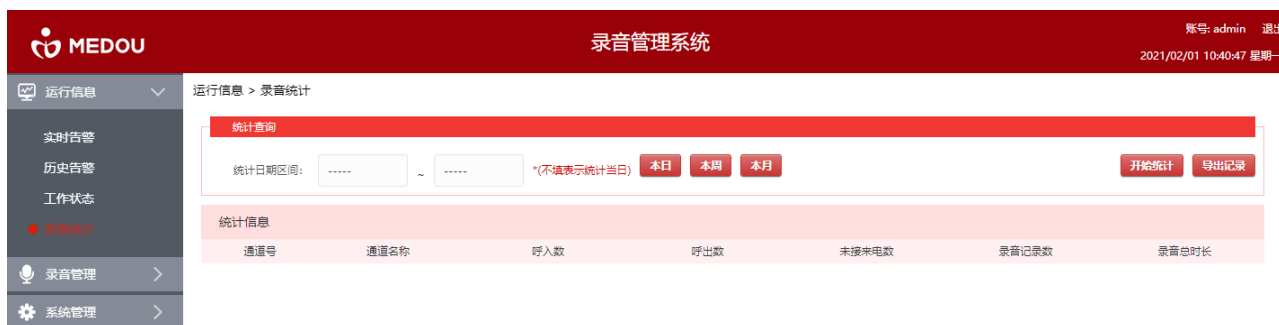 MEDOU
录音管理系统
账号: admin 退出
2021/02/01 10:40:47 星期一
运行信息
实时告警
历史告警
工作状态
录音统计
录音管理
系统管理
运行信息 > 录音统计
统计查询
统计日期区间: ----- ~ ----- *(不填表示统计当日) 本日 本周 本月 开始统计 导出记录
统计信息
通道号 通道名称 呼入数 呼出数 未接来电数 录音记录数 录音总时长